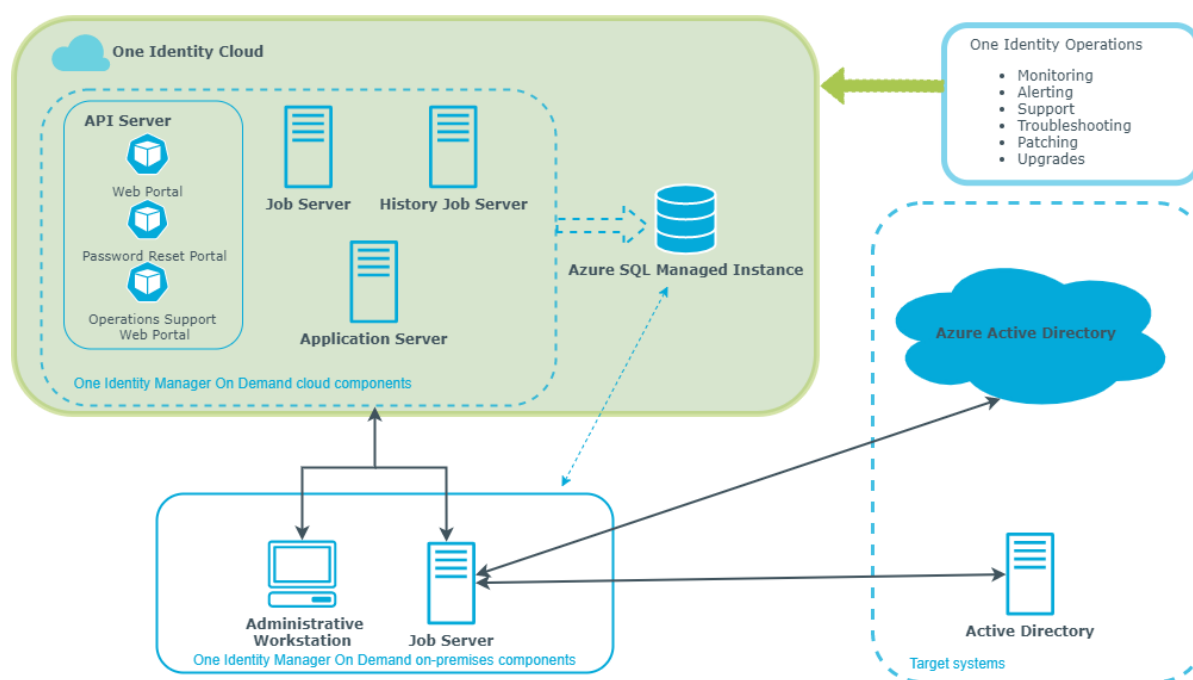 One Identity Cloud
API Server
Web Portal
Password Reset Portal
Operations Support
Web Portal
Job Server
History Job Server
Application Server
One Identity Manager On Demand cloud components
Azure SQL Managed Instance
One Identity Operations
• Monitoring
• Alerting
• Support
• Troubleshooting
• Patching
• Upgrades
Azure Active Directory
Active Directory
Target systems
Administrative
Workstation
Job Server
One Identity Manager On Demand on-premises components